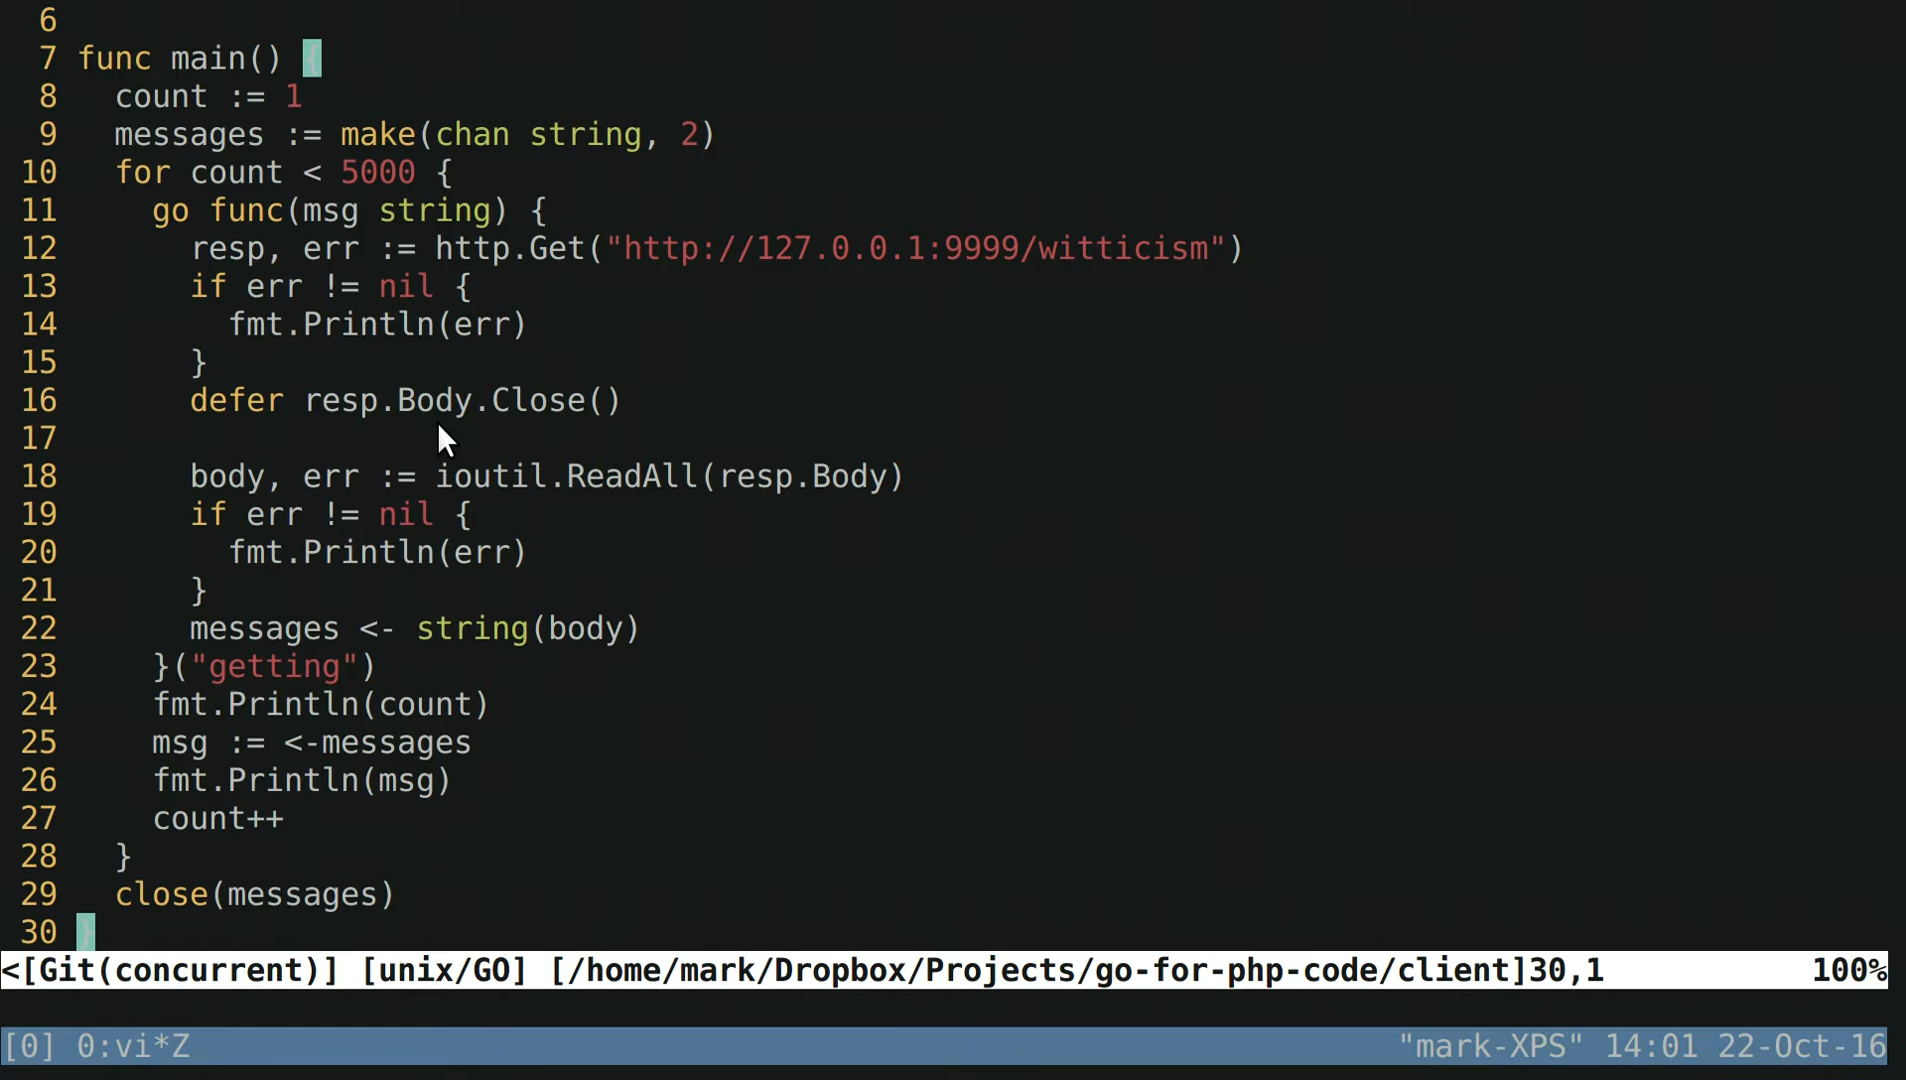 6
7 func main() {
8   count := 1
9   messages := make(chan string, 2)
10   for count < 5000 {
11     go func(msg string) {
12       resp, err := http.Get("http://127.0.0.1:9999/witticism")
13       if err != nil {
14         fmt.Println(err)
15       }
16       defer resp.Body.Close()
17
18       body, err := ioutil.ReadAll(resp.Body)
19       if err != nil {
20         fmt.Println(err)
21       }
22       messages <- string(body)
23     }("getting")
24     fmt.Println(count)
25     msg := <-messages
26     fmt.Println(msg)
27     count++
28   }
29   close(messages)
30 }
<[Git(concurrent)] [unix/GO] [/home/mark/Dropbox/Projects/go-for-php-code/client]30,1 100%
[0] 0:vi*Z "mark-XPS" 14:01 22-Oct-16